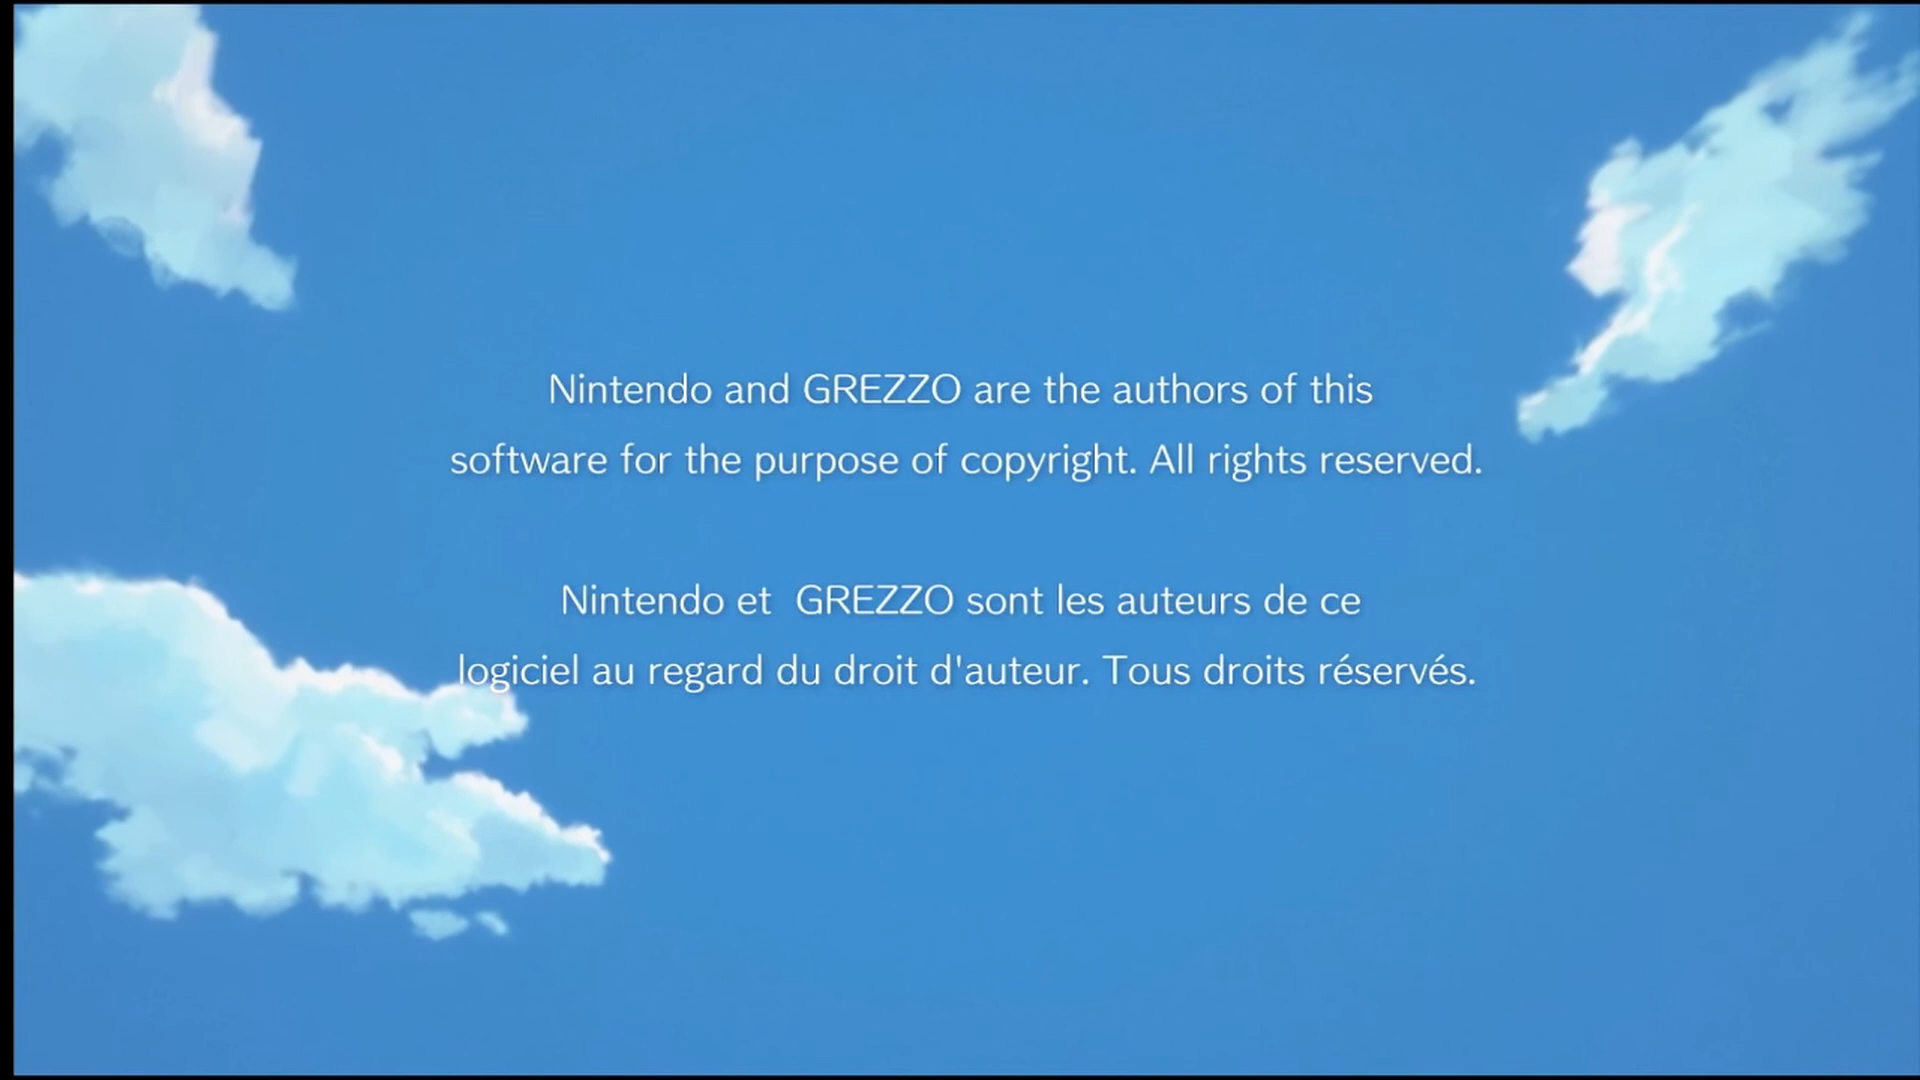 Nintendo and GREZZO are the authors of this
software for the purpose of copyright. All rights reserved.
Nintendo et  GREZZO sont les auteurs de ce
logiciel au regard du droit d'auteur. Tous droits réservés.